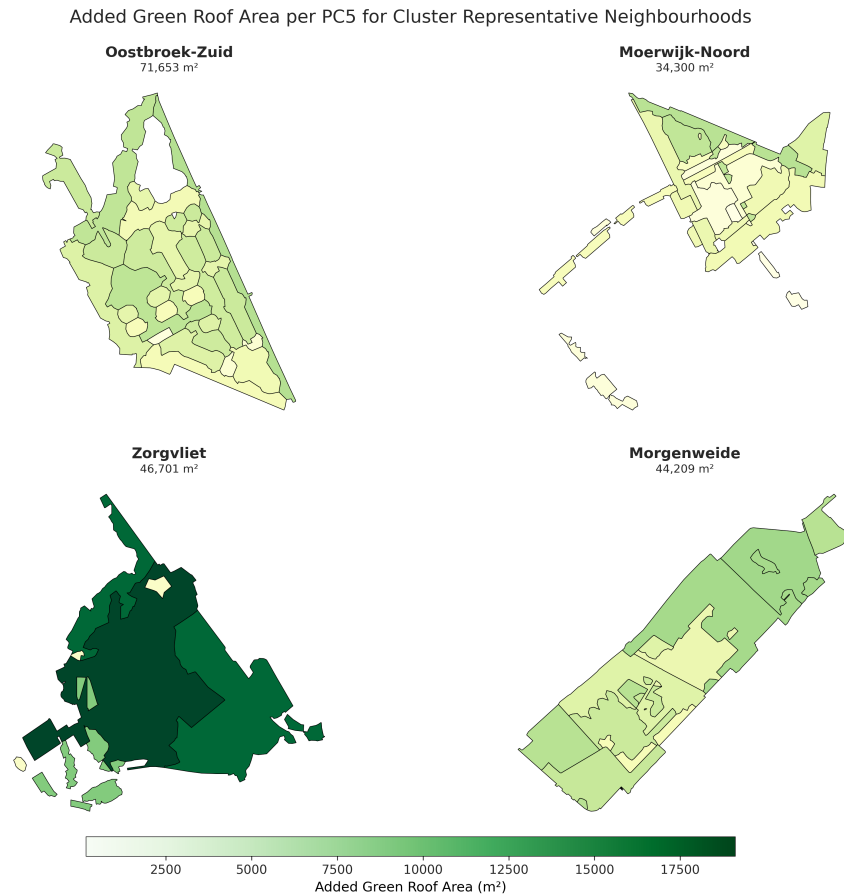 Added Green Roof Area per PC5 for Cluster Representative Neighbourhoods
Oostbroek-Zuid
71,653 m²
Moerwijk-Noord
34,300 m²
Zorgvliet
46,701 m²
Morgenweide
44,209 m²
2500 5000 7500 10000 12500 15000 17500
Added Green Roof Area (m²)